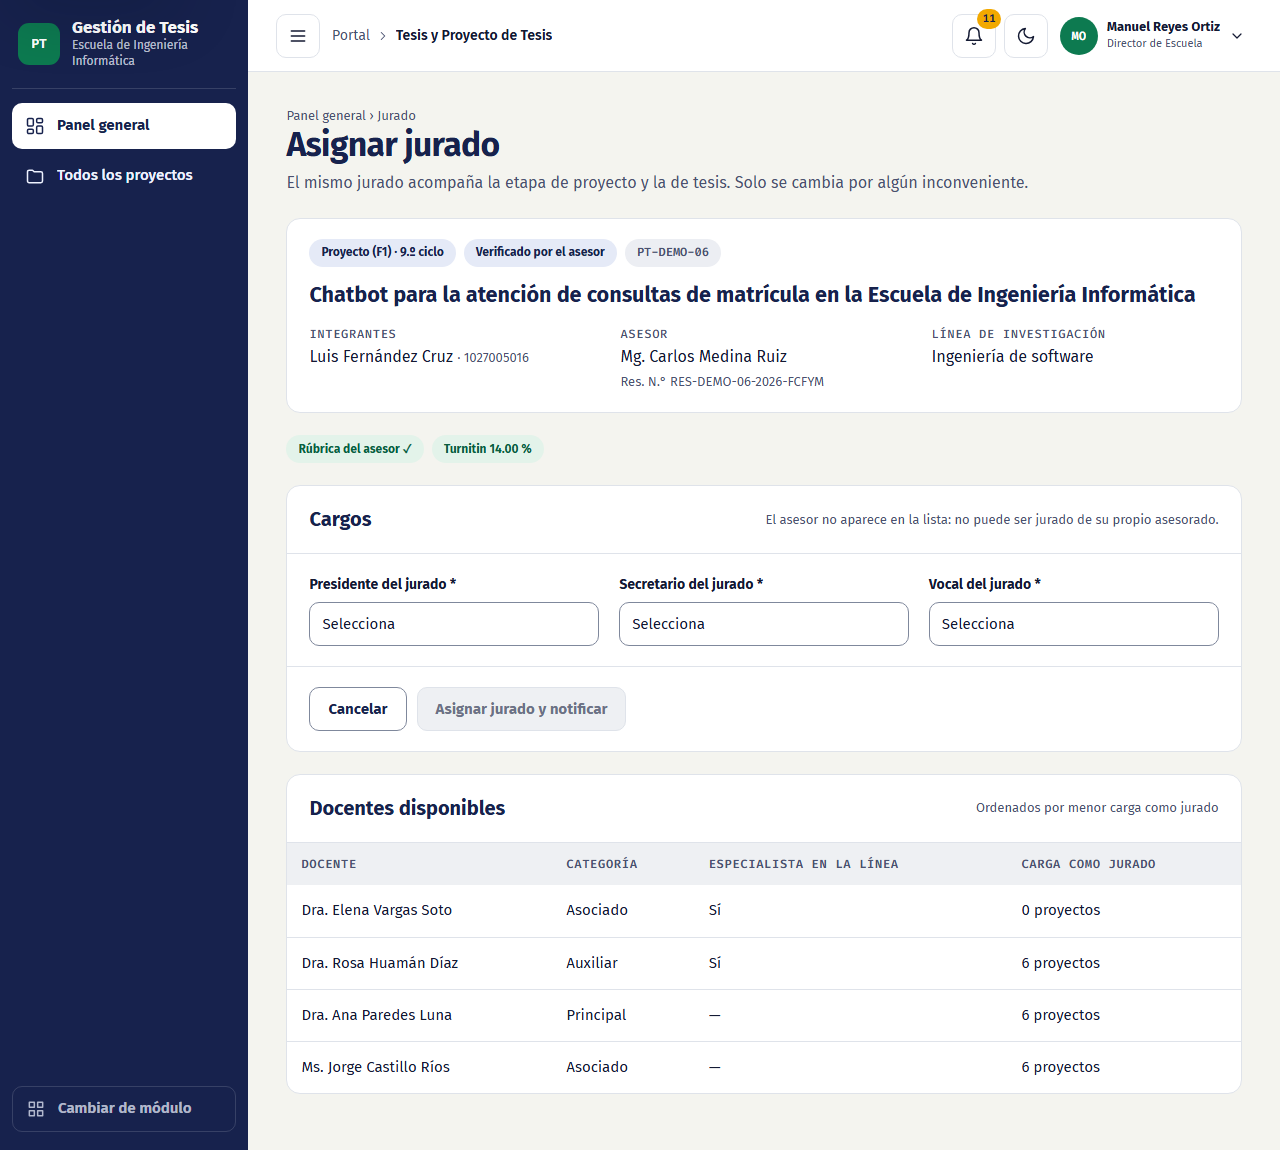 PT
Gestión de Tesis
Escuela de Ingeniería
Informática
Panel general
Todos los proyectos
Cambiar de módulo
Portal > Tesis y Proyecto de Tesis
11
MO
Manuel Reyes Ortiz
Director de Escuela
Panel general › Jurado
Asignar jurado
El mismo jurado acompaña la etapa de proyecto y la de tesis. Solo se cambia por algún inconveniente.
Proyecto (F1) · 9.º ciclo
Verificado por el asesor
PT-DEMO-06
Chatbot para la atención de consultas de matrícula en la Escuela de Ingeniería Informática
INTEGRANTES
Luis Fernández Cruz · 1027005016
ASESOR
Mg. Carlos Medina Ruiz
Res. N.° RES-DEMO-06-2026-FCFYM
LÍNEA DE INVESTIGACIÓN
Ingeniería de software
Rúbrica del asesor ✓
Turnitin 14.00 %
Cargos
El asesor no aparece en la lista: no puede ser jurado de su propio asesorado.
Presidente del jurado *
Selecciona
Secretario del jurado *
Selecciona
Vocal del jurado *
Selecciona
Cancelar
Asignar jurado y notificar
Docentes disponibles
Ordenados por menor carga como jurado
DOCENTE CATEGORÍA ESPECIALISTA EN LA LÍNEA CARGA COMO JURADO
Dra. Elena Vargas Soto Asociado Sí 0 proyectos
Dra. Rosa Huamán Díaz Auxiliar Sí 6 proyectos
Dra. Ana Paredes Luna Principal — 6 proyectos
Ms. Jorge Castillo Ríos Asociado — 6 proyectos